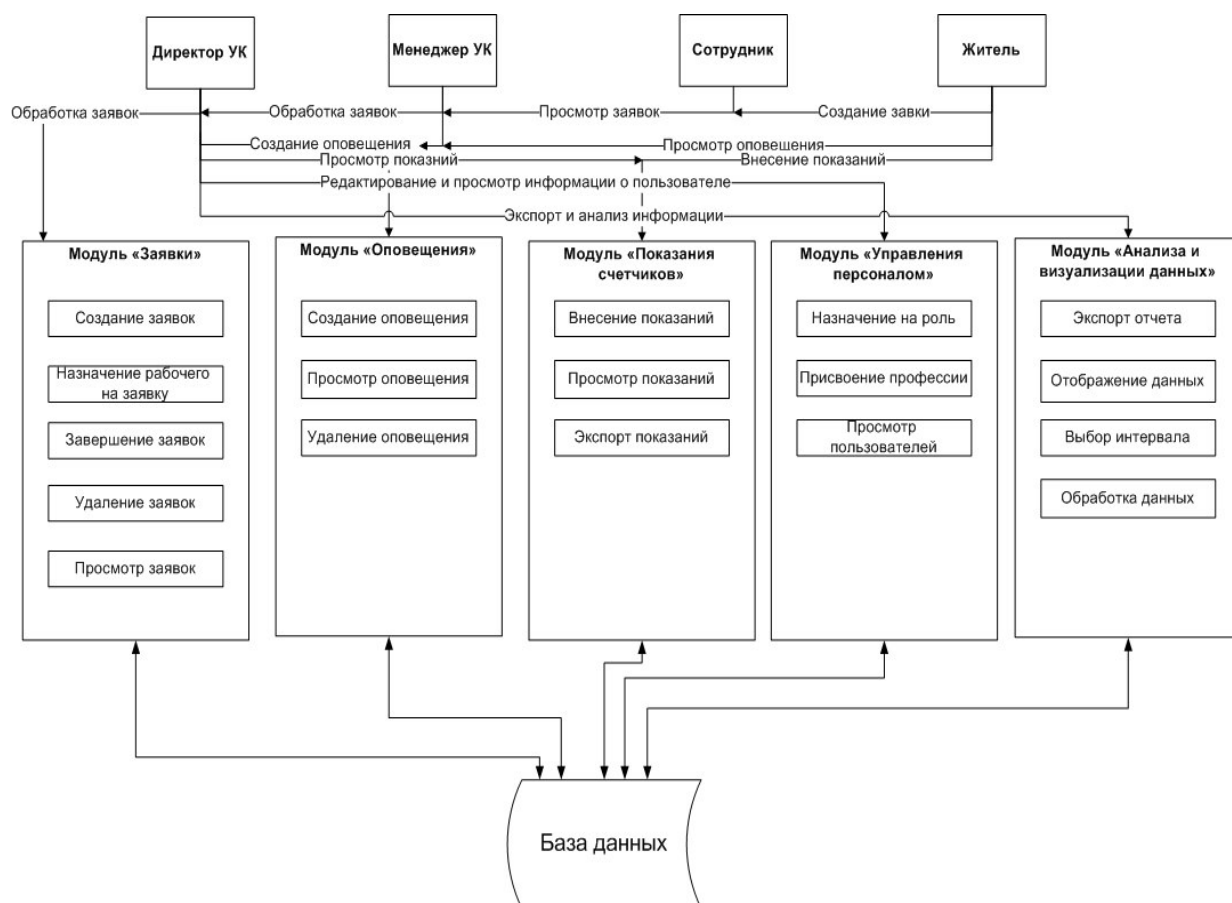 Директор УК
Менеджер УК
Сотрудник
Житель
Обработка заявок
Обработка заявок
Просмотр заявок
Создание завки
Создание оповещения
Просмотр оповешения
Просмотр показний
Внесение показаний
Редактирование и просмотр информации о пользователе
Экспорт и анализ информации
Модуль «Заявки»
Создание заявок
Назначение рабочего
на заявку
Завершение заявок
Удаление заявок
Просмотр заявок
Модуль «Оповещения»
Создание оповещения
Просмотр оповещения
Удаление оповещения
Модуль «Показания
счетчиков»
Внесение показаний
Просмотр показаний
Экспорт показаний
Модуль «Управления
персоналом»
Назначение на роль
Присвоение профессии
Просмотр
пользователей
Модуль «Анализа и
визуализации данных»
Экспорт отчета
Отображение данных
Выбор интервала
Обработка данных
База данных